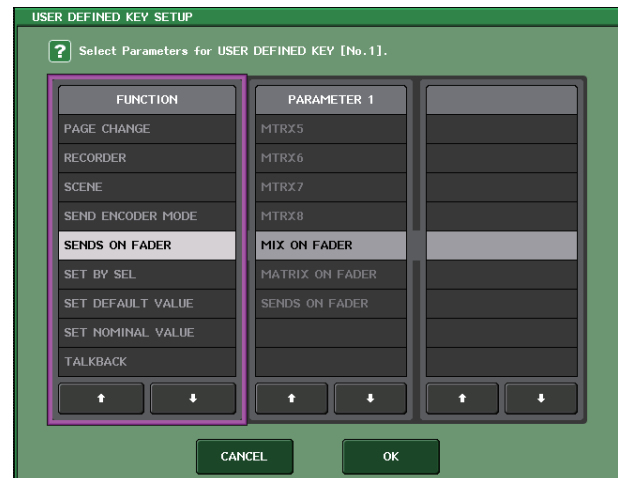 USER DEFINED KEY SETUP
? Select Parameters for USER DEFINED KEY [No.1].
FUNCTION
PAGE CHANGE
RECORDER
SCENE
SEND ENCODER MODE
SENDS ON FADER
SET BY SEL
SET DEFAULT VALUE
SET NOMINAL VALUE
TALKBACK
PARAMETER 1
MTRX5
MTRX6
MTRX7
MTRX8
MIX ON FADER
MATRIX ON FADER
SENDS ON FADER
CANCEL
OK